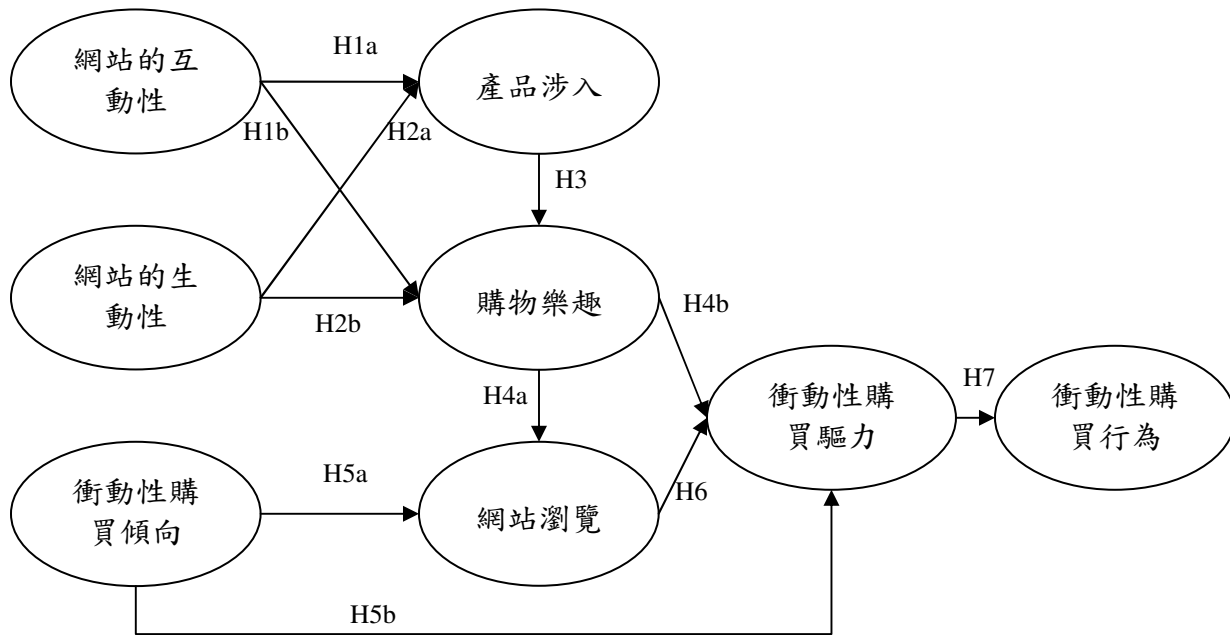 網站的互
動性
H1a
產品涉入
H1b
H2a
H3
網站的生
動性
H2b
購物樂趣
H4b
H4a
衝動性購
買驅力
H7
衝動性購
買行為
衝動性購
買傾向
H5a
網站瀏覽
H6
H5b